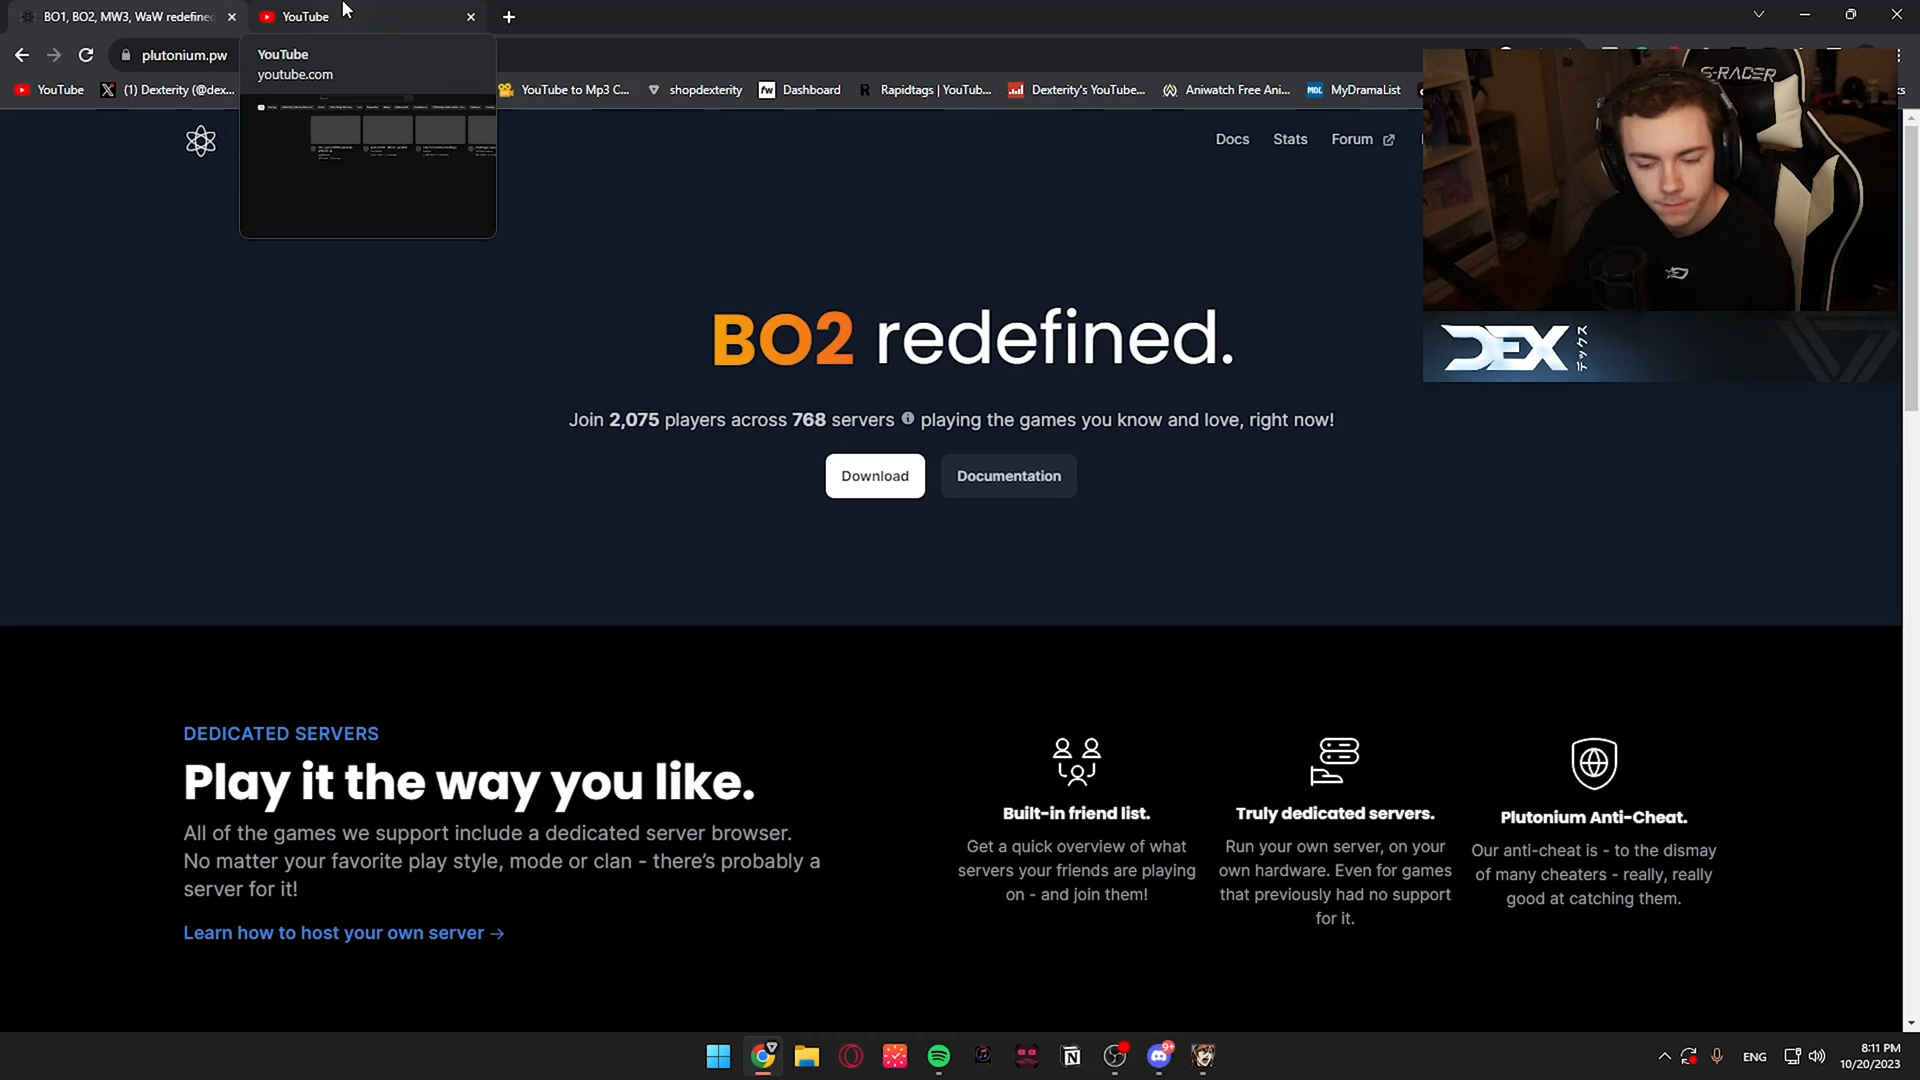 BO1, BO2, MW3, WaW redefined
YouTube
plutonium.pw
YouTube
youtube.com
YouTube
(1) Dexterity (@dex...
YouTube to Mp3 C...
shopdexterity
Dashboard
Rapidtags | YouTub...
Dexterity's YouTube...
Aniwatch Free Ani...
MyDramaList
S-RACER
Docs
Stats
Forum
DEX
デックス
BO2 redefined.
Join 2,075 players across 768 servers playing the games you know and love, right now!
Download
Documentation
DEDICATED SERVERS
Play it the way you like.
All of the games we support include a dedicated server browser.
No matter your favorite play style, mode or clan - there's probably a
server for it!
Learn how to host your own server →
Built-in friend list.
Get a quick overview of what
servers your friends are playing
on - and join them!
Truly dedicated servers.
Run your own server, on your
own hardware. Even for games
that previously had no support
for it.
Plutonium Anti-Cheat.
Our anti-cheat is - to the dismay
of many cheaters - really, really
good at catching them.
9+
ENG
8:11 PM
10/20/2023